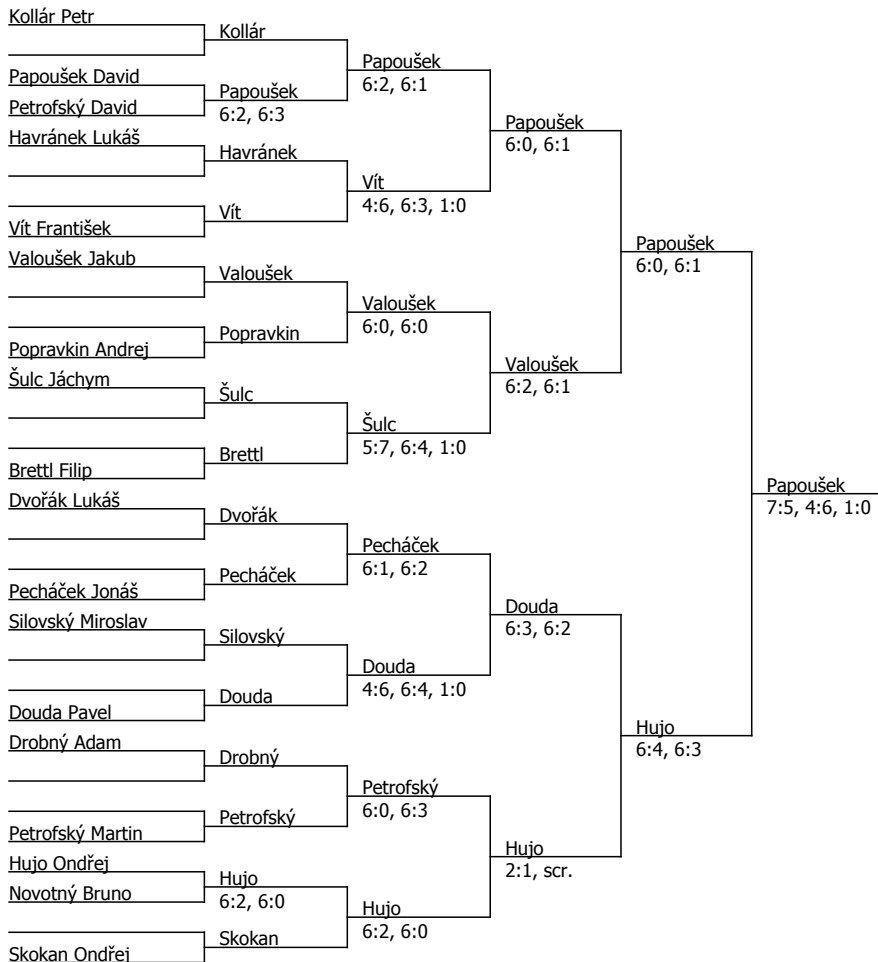 Kollár Petr
Kollár
Papoušek
6:2, 6:1
Papoušek David
Papoušek
6:2, 6:3
Petrofský David
Papoušek
6:0, 6:1
Havránek Lukáš
Havránek
Vít
4:6, 6:3, 1:0
Vít
Vít František
Papoušek
6:0, 6:1
Valoušek Jakub
Valoušek
Valoušek
6:0, 6:0
Popravkin
Popravkin Andrej
Valoušek
6:2, 6:1
Šulc Jáchym
Šulc
Šulc
5:7, 6:4, 1:0
Brettl
Brettl Filip
Papoušek
7:5, 4:6, 1:0
Dvořák Lukáš
Dvořák
Pecháček
6:1, 6:2
Pecháček
Pecháček Jonáš
Douda
6:3, 6:2
Silovský Miroslav
Silovský
Douda
4:6, 6:4, 1:0
Douda
Douda Pavel
Hujo
6:4, 6:3
Drobný Adam
Drobný
Petrofský
6:0, 6:3
Petrofský
Petrofský Martin
Hujo
2:1, scr.
Hujo Ondřej
Hujo
6:2, 6:0
Novotný Bruno
Hujo
6:2, 6:0
Skokan
Skokan Ondřej